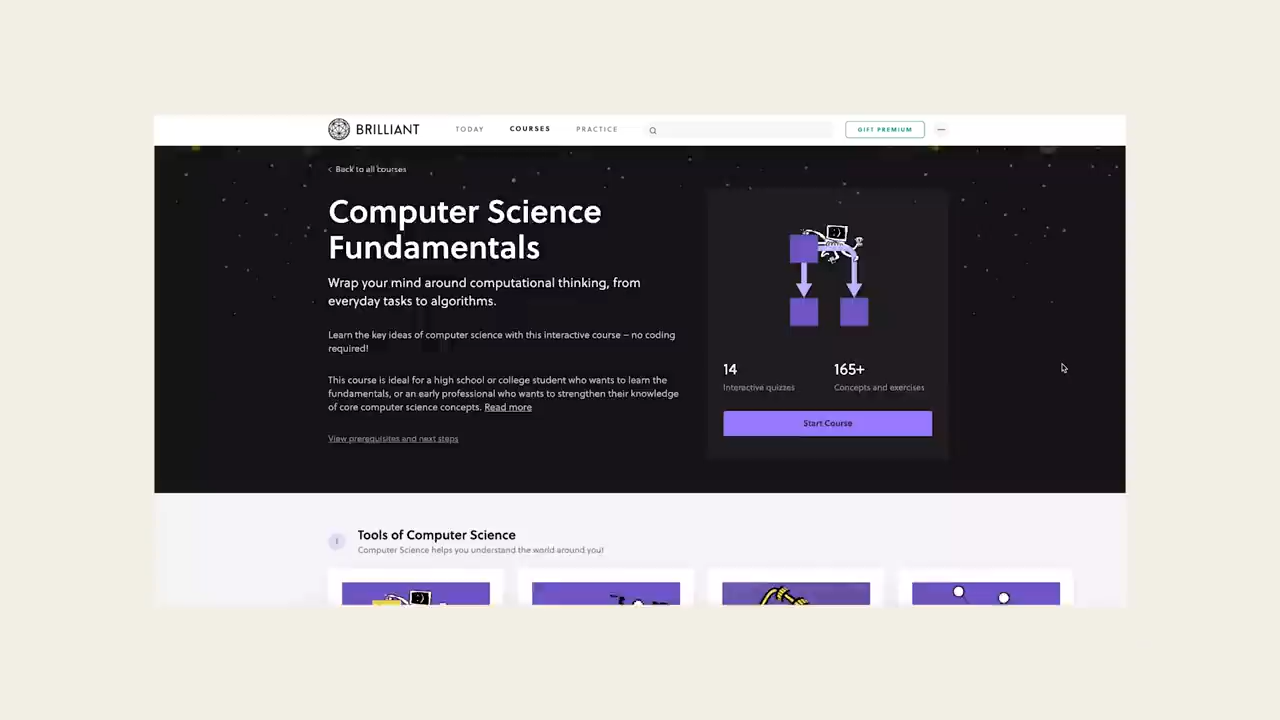 BRILLIANT
TODAY
COURSES
PRACTICE
GIFT PREMIUM
Back to all courses
Computer Science
Fundamentals
Wrap your mind around computational thinking, from
everyday tasks to algorithms.
Learn the key ideas of computer science with this interactive course – no coding
required!
This course is ideal for a high school or college student who wants to learn the
fundamentals, or an early professional who wants to strengthen their knowledge
of core computer science concepts. Read more
View prerequisites and next steps
14
Interactive quizzes
165+
Concepts and exercises
Start Course
1
Tools of Computer Science
Computer Science helps you understand the world around you!